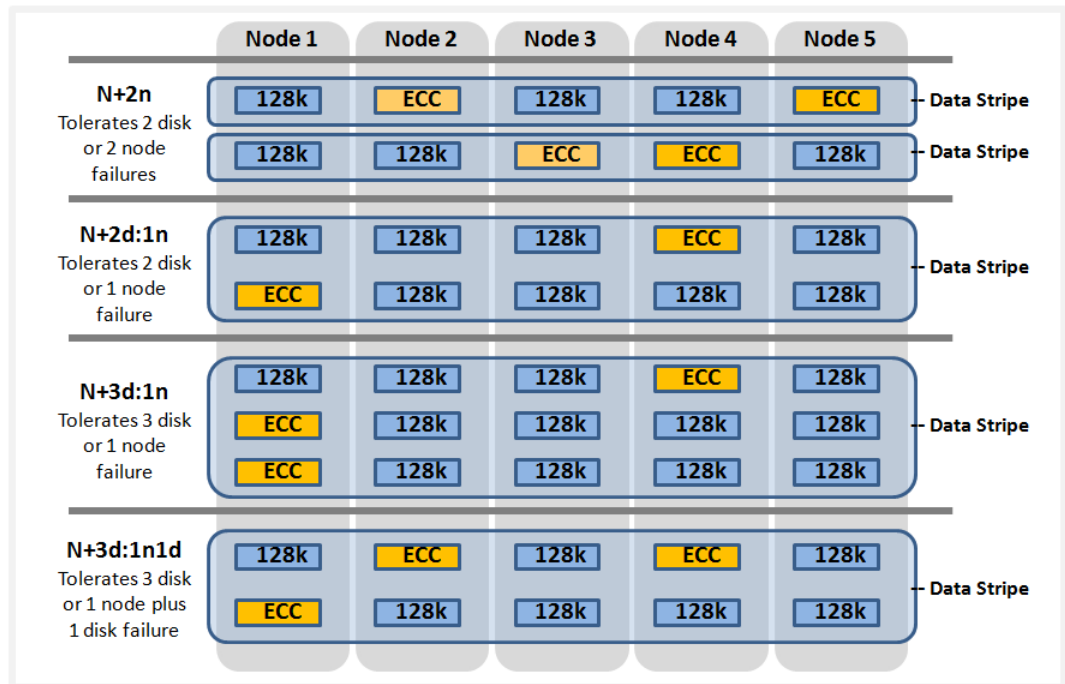 Node 1 Node 2 Node 3 Node 4 Node 5
N+2n
Tolerates 2 disk
or 2 node
failures
128k ECC 128k 128k ECC -- Data Stripe
128k 128k ECC ECC 128k -- Data Stripe
N+2d:1n
Tolerates 2 disk
or 1 node
failure
128k 128k 128k ECC 128k
-- Data Stripe
ECC 128k 128k 128k 128k
N+3d:1n
Tolerates 3 disk
or 1 node
failure
128k 128k 128k ECC 128k
ECC 128k 128k 128k 128k -- Data Stripe
ECC 128k 128k 128k 128k
N+3d:1n1d
Tolerates 3 disk
or 1 node plus
1 disk failure
128k ECC 128k ECC 128k
-- Data Stripe
ECC 128k 128k 128k 128k